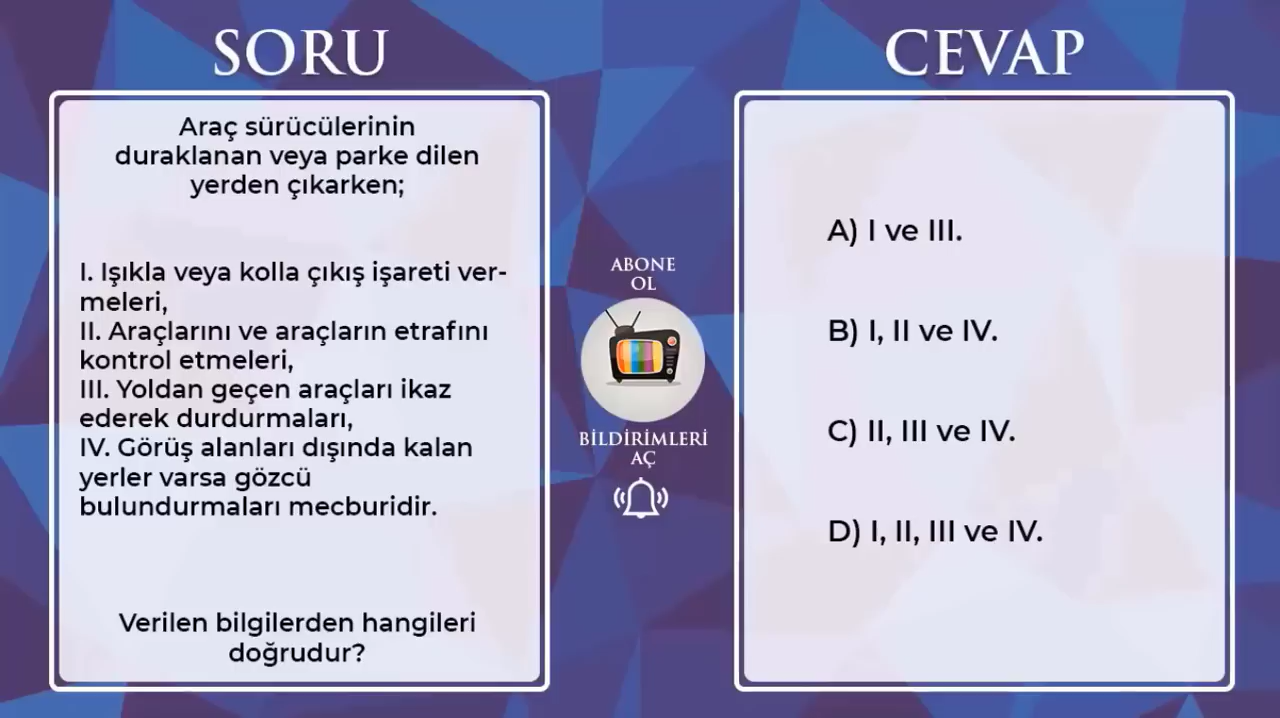 SORU
Araç sürücülerinin
duraklanan veya parke dilen
yerden çıkarken;
I. Işıkla veya kolla çıkış işareti ver-
meleri,
II. Araçlarını ve araçların etrafını
kontrol etmeleri,
III. Yoldan geçen araçları ikaz
ederek durdurmaları,
IV. Görüş alanları dışında kalan
yerler varsa gözcü
bulundurmaları mecburidir.
Verilen bilgilerden hangileri
doğrudur?
ABONE
OL
BİLDİRİMLERİ
AÇ
CEVAP
A) I ve III.
B) I, II ve IV.
C) II, III ve IV.
D) I, II, III ve IV.